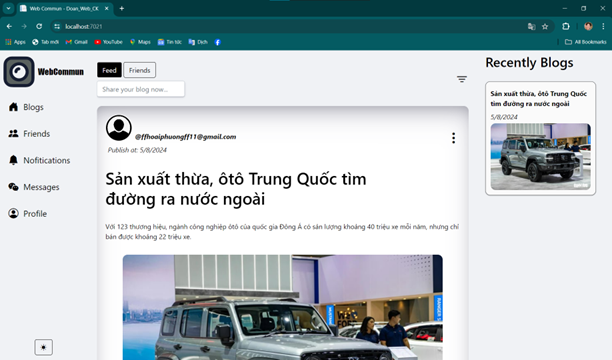 Web Commun - Doan_Web_CK
localhost:7021
Apps Tab mới Gmail YouTube Maps Tin tức Dịch All Bookmarks
WebCommun
Blogs
Friends
Nofitications
Messages
Profile
Feed Friends
Share your blog now...
@ffhoaiphuongff11@gmail.com
Publish at: 5/8/2024
Sản xuất thừa, ôtô Trung Quốc tìm
đường ra nước ngoài
Với 123 thương hiệu, ngành công nghiệp ôtô của quốc gia Đông Á có sản lượng khoảng 40 triệu xe mỗi năm, nhưng chỉ
bán được khoảng 22 triệu xe.
Recently Blogs
Sản xuất thừa, ôtô Trung Quốc
tìm đường ra nước ngoài
5/8/2024